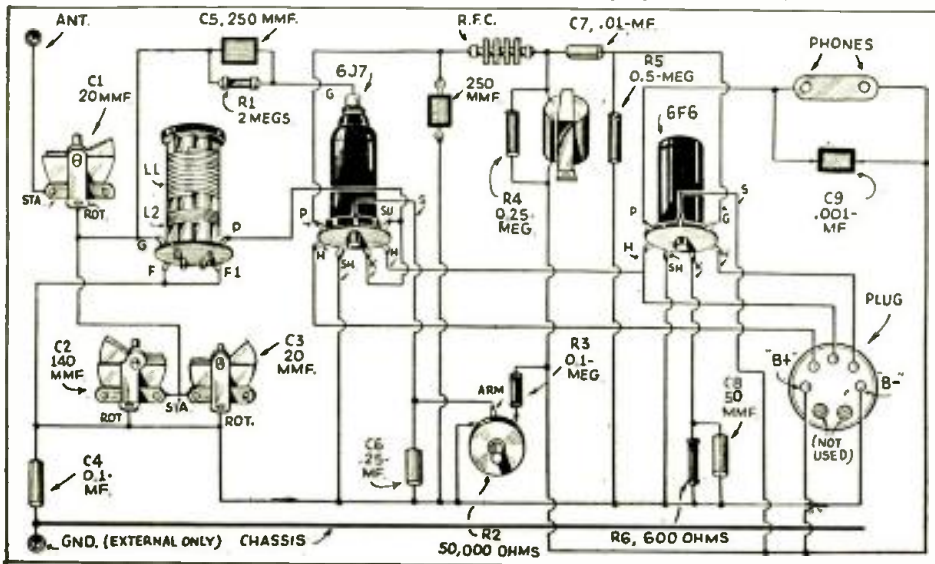 ANT.
C5, 250 MMF.
R.F.C.
C7, .01-MF.
PHONES
C1
20 MMF
6J7
G
R1
2 MEGS
250
MMF
R5
0.5-MEG
6F6
L1
L2
STA.
ROT.
G
P
F
F1
P
SU
S
H
SH
K
H
R4
0.25-
MEG
P
G
S
H
SH
K
H
C9
.001-
MF
PLUG
C2
140
MMF.
C3
20
MMF.
ROT
STA.
ROT.
R3
0.1-
MEG
ARM
"B+"
"B-"
C8
50
MMF
(NOT
USED)
C6
.25-
MF.
C4
0.1-
MF.
GND. (EXTERNAL ONLY)
CHASSIS
R2
50,000 OHMS
R6, 600 OHMS